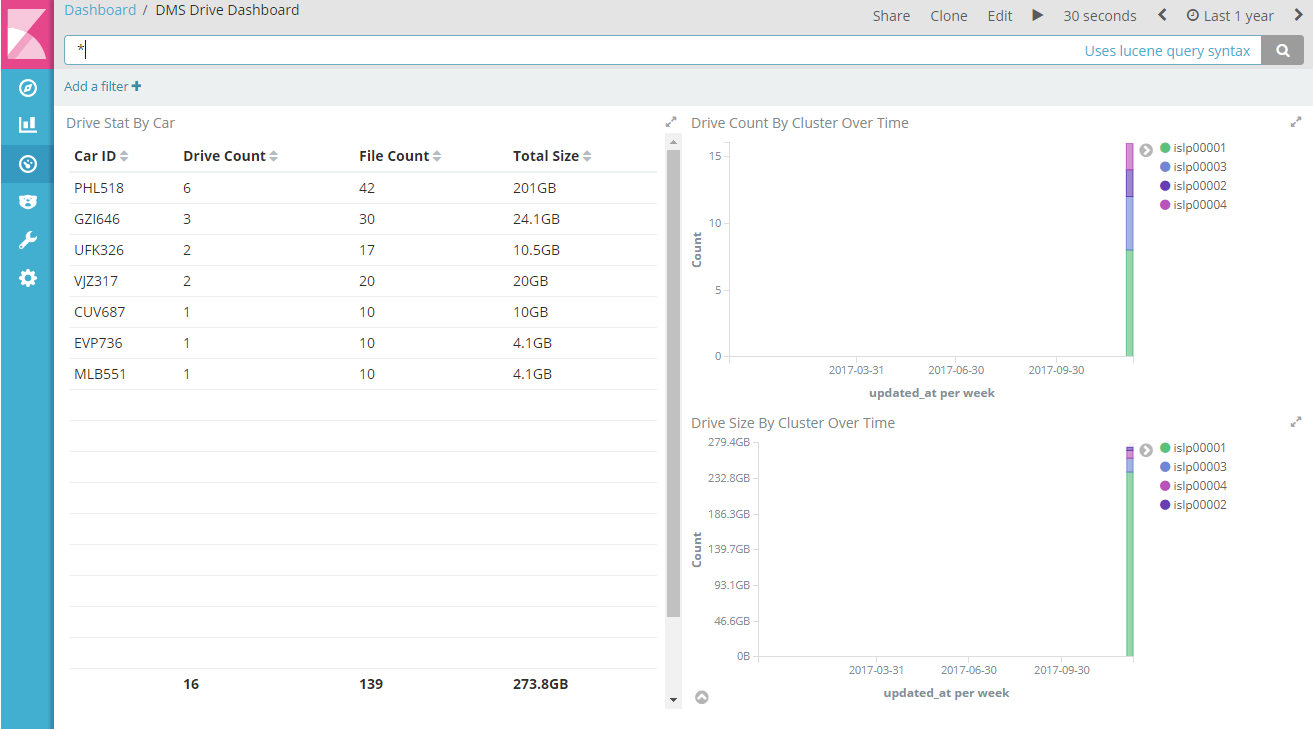 Dashboard / DMS Drive Dashboard
Share Clone Edit 30 seconds Last 1 year
* Uses lucene query syntax
Add a filter +
Drive Stat By Car
Car ID Drive Count File Count Total Size
PHL518 6 42 201GB
GZI646 3 30 24.1GB
UFK326 2 17 10.5GB
VJZ317 2 20 20GB
CUV687 1 10 10GB
EVP736 1 10 4.1GB
MLB551 1 10 4.1GB
16 139 273.8GB
Drive Count By Cluster Over Time
15
10
5
0
Count
2017-03-31 2017-06-30 2017-09-30
updated_at per week
islp00001
islp00003
islp00002
islp00004
Drive Size By Cluster Over Time
279.4GB
232.8GB
186.3GB
139.7GB
93.1GB
46.6GB
0B
Count
2017-03-31 2017-06-30 2017-09-30
updated_at per week
islp00001
islp00003
islp00004
islp00002